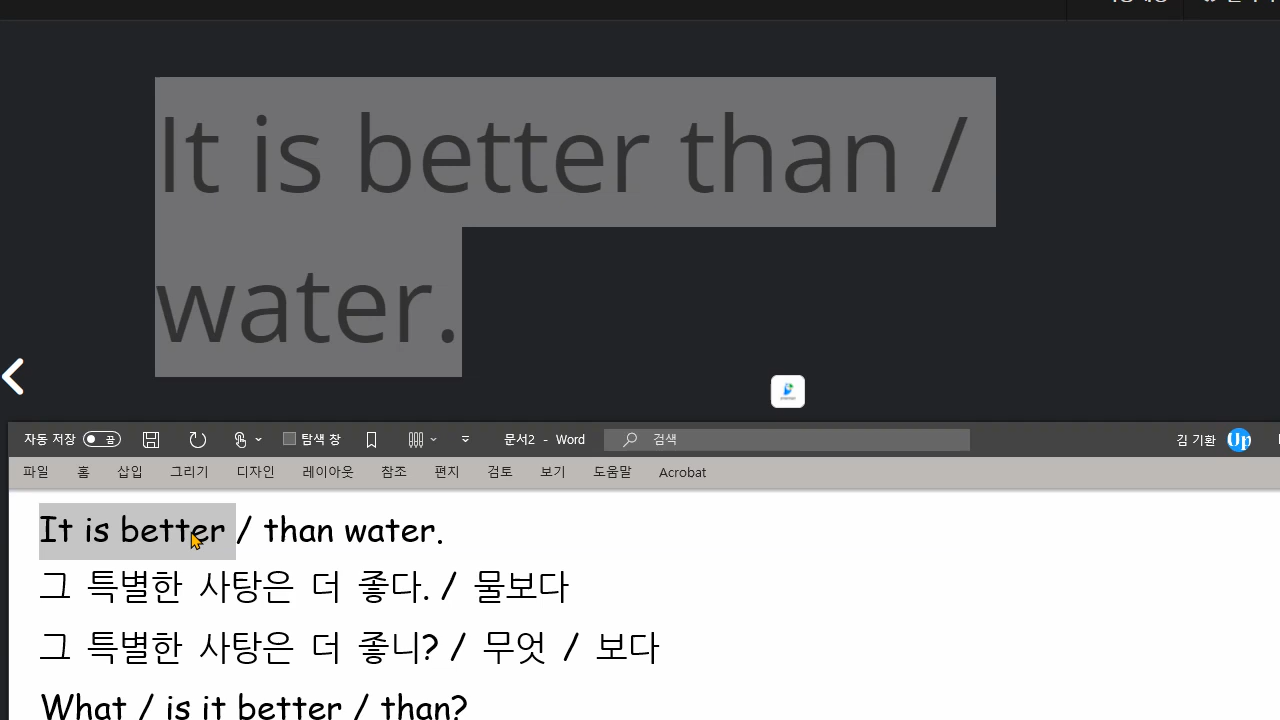 It is better than /
water.
자동 저장 끔 탐색 창 문서2 - Word 검색 김 기환 Up
파일 홈 삽입 그리기 디자인 레이아웃 참조 편지 검토 보기 도움말 Acrobat
It is better / than water.
그 특별한 사탕은 더 좋다. / 물보다
그 특별한 사탕은 더 좋니? / 무엇 / 보다
What / is it better / than?